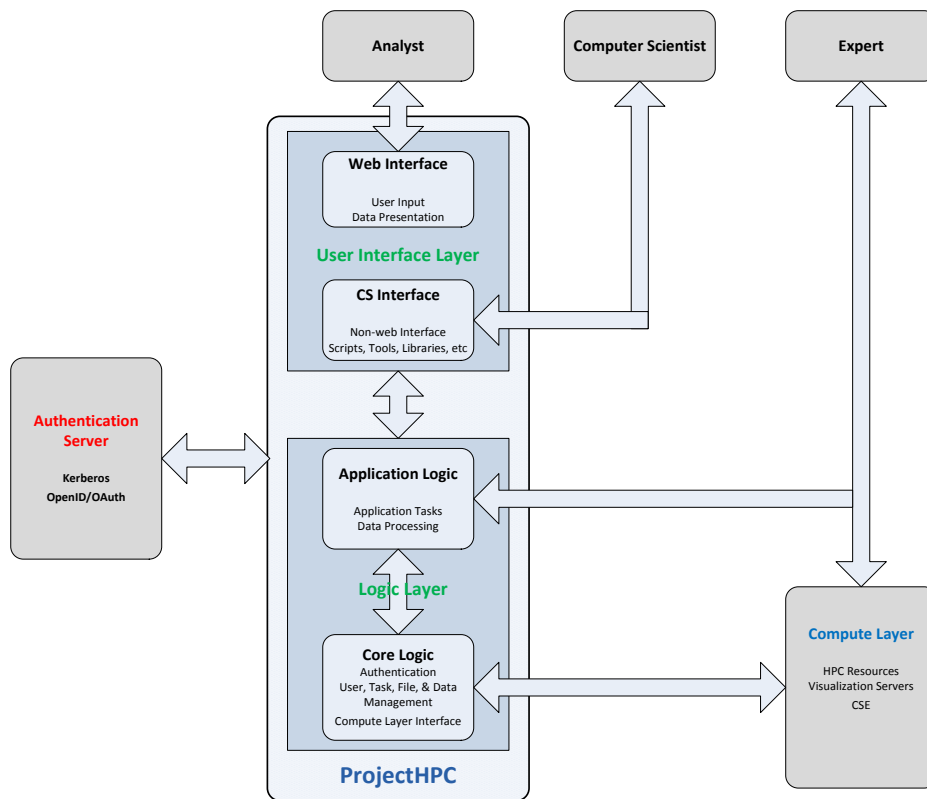 Analyst
Computer Scientist
Expert
Web Interface
User Input
Data Presentation
User Interface Layer
CS Interface
Non-web Interface
Scripts, Tools, Libraries, etc
Authentication
Server
Kerberos
OpenID/OAuth
Application Logic
Application Tasks
Data Processing
Logic Layer
Core Logic
Authentication
User, Task, File, & Data
Management
Compute Layer Interface
Compute Layer
HPC Resources
Visualization Servers
CSE
ProjectHPC